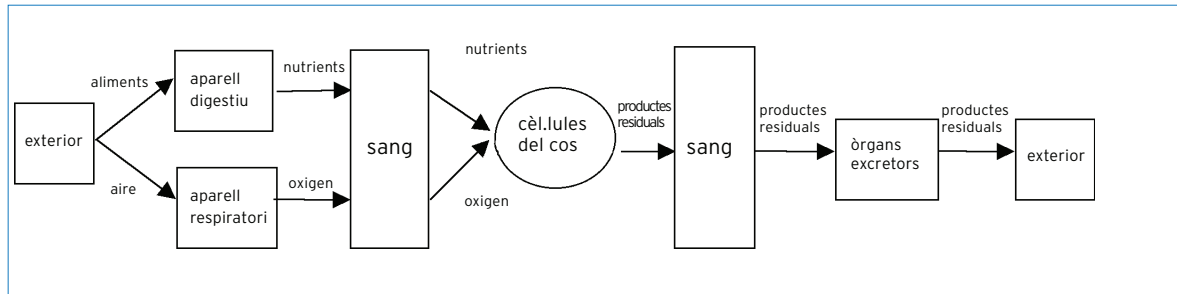 exterior
aliments
aire
aparell
digestiu
aparell
respiratori
nutrients
oxigen
sang
nutrients
oxigen
cèl.lules
del cos
productes
residuals
sang
productes
residuals
òrgans
excretors
productes
residuals
exterior